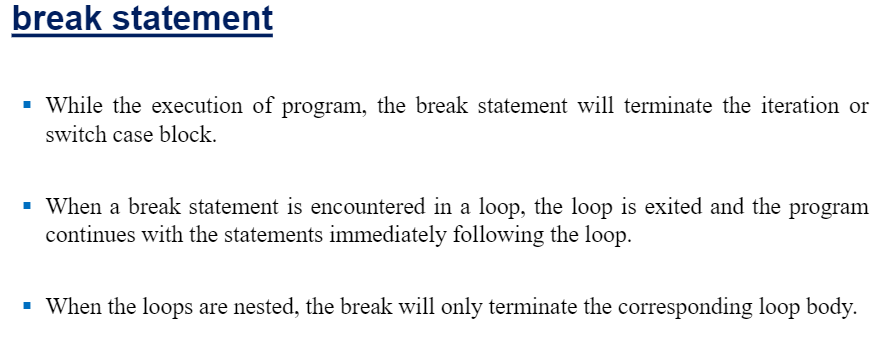 break statement
▪ While the execution of program, the break statement will terminate the iteration or
switch case block.
▪ When a break statement is encountered in a loop, the loop is exited and the program
continues with the statements immediately following the loop.
▪ When the loops are nested, the break will only terminate the corresponding loop body.